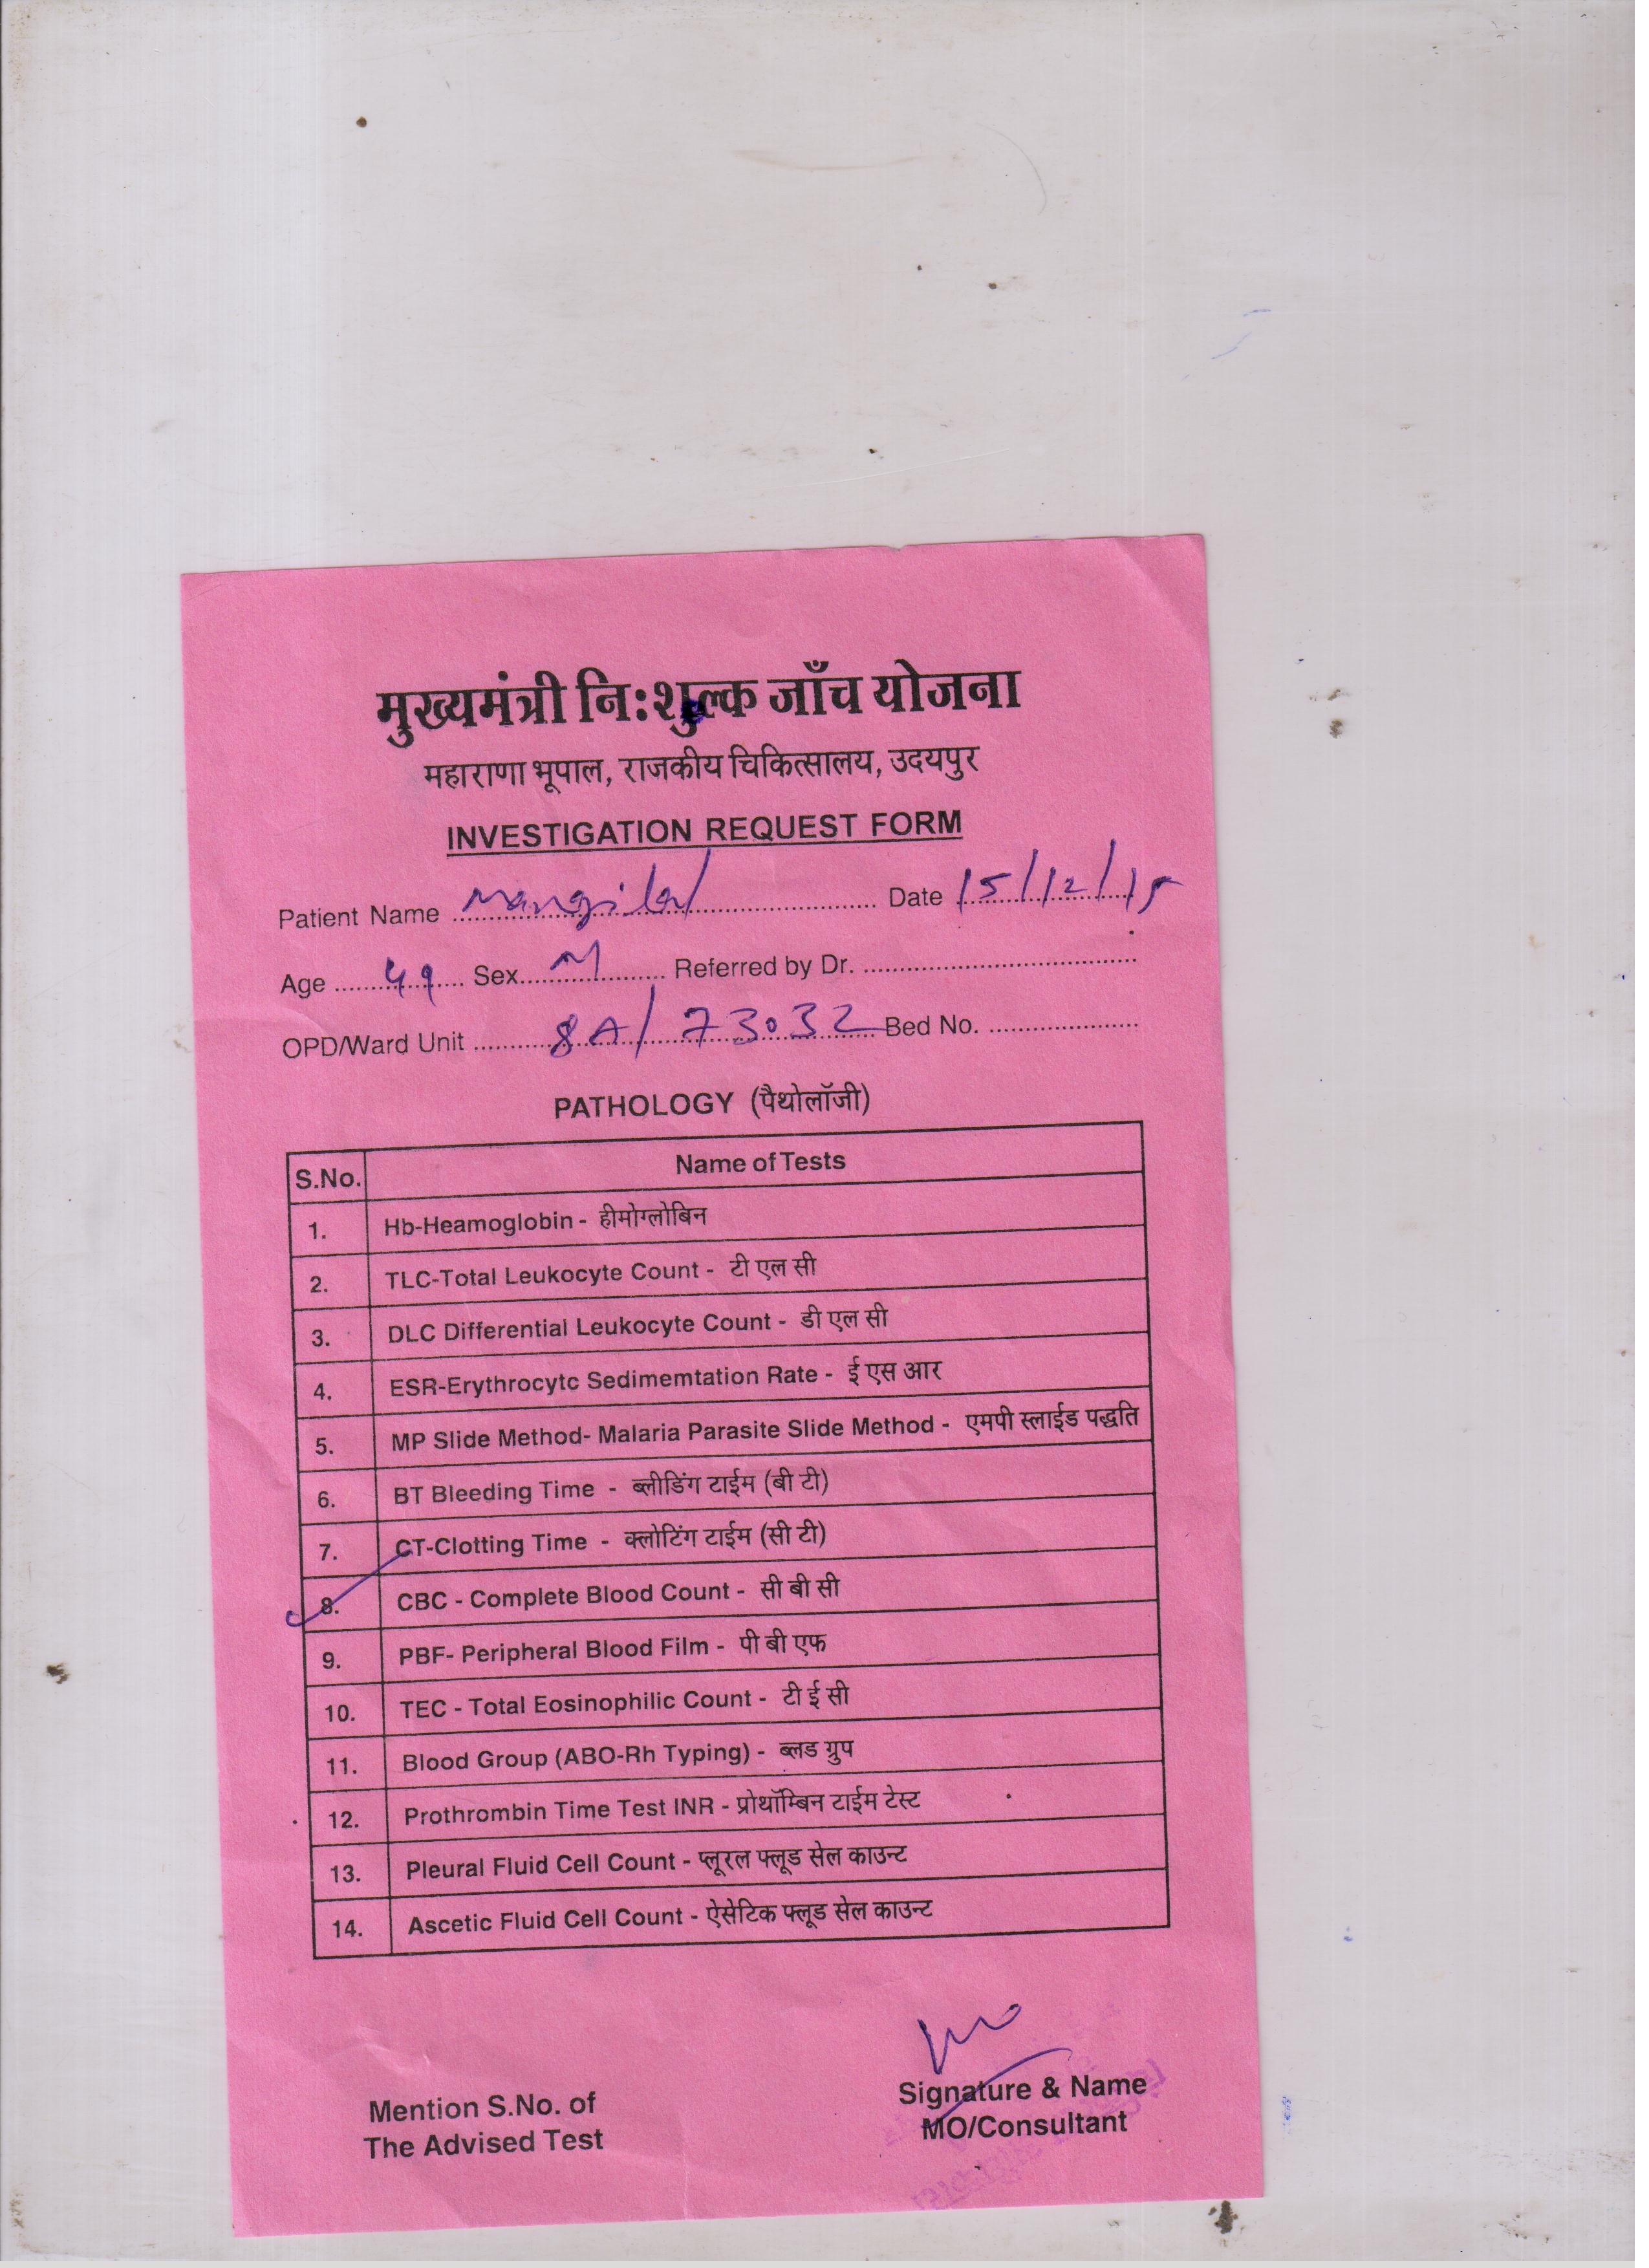 मुख्यमंत्री निःशुल्क जाँच योजना
महाराणा भूपाल, राजकीय चिकित्सालय, उदयपुर
INVESTIGATION REQUEST FORM
Patient Name Mangilal Date 15/12/15
Age 49 Sex M Referred by Dr.
OPD/Ward Unit 8A/73032 Bed No.
PATHOLOGY (पैथोलॉजी)
S.No. Name of Tests
1. Hb-Heamoglobin - हीमोग्लोबिन
2. TLC-Total Leukocyte Count - टी एल सी
3. DLC Differential Leukocyte Count - डी एल सी
4. ESR-Erythrocytc Sedimemtation Rate - ई एस आर
5. MP Slide Method- Malaria Parasite Slide Method - एमपी स्लाईड पद्धति
6. BT Bleeding Time - ब्लीडिंग टाईम (बी टी)
7. CT-Clotting Time - क्लोटिंग टाईम (सी टी)
8. CBC - Complete Blood Count - सी बी सी
9. PBF- Peripheral Blood Film - पी बी एफ
10. TEC - Total Eosinophilic Count - टी ई सी
11. Blood Group (ABO-Rh Typing) - ब्लड ग्रुप
12. Prothrombin Time Test INR - प्रोथॉम्बिन टाईम टेस्ट
13. Pleural Fluid Cell Count - प्लूरल फ्लूड सेल काउन्ट
14. Ascetic Fluid Cell Count - ऐसेटिक फ्लूड सेल काउन्ट
Mention S.No. of
The Advised Test
Signature & Name
MO/Consultant